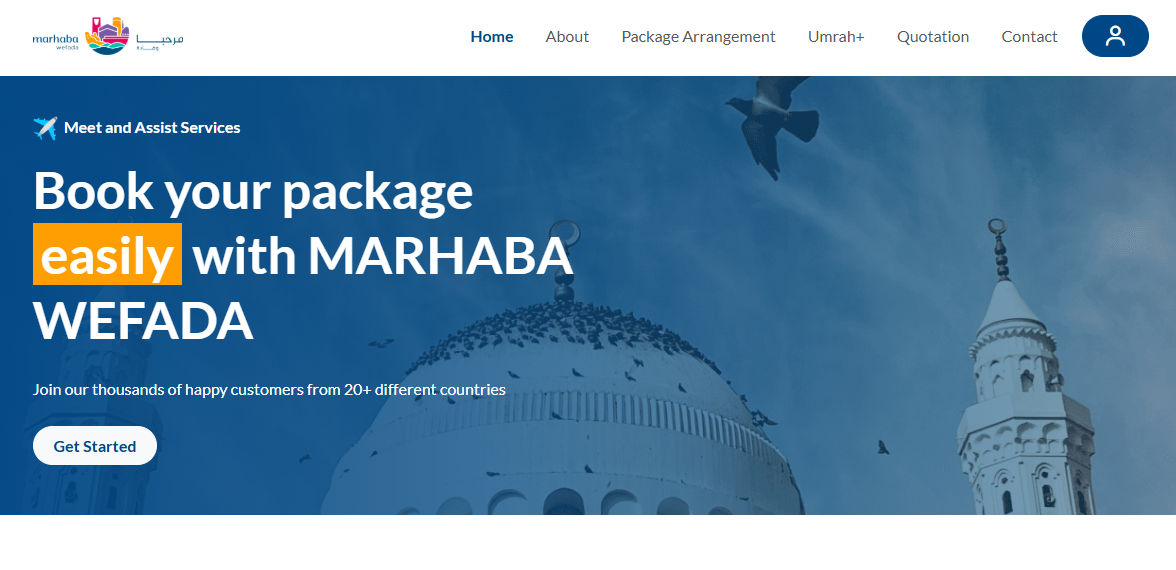 marhaba
wefada
مرحبا
وفادة
Home
About
Package Arrangement
Umrah+
Quotation
Contact
Meet and Assist Services
Book your package
easily with MARHABA
WEFADA
Join our thousands of happy customers from 20+ different countries
Get Started